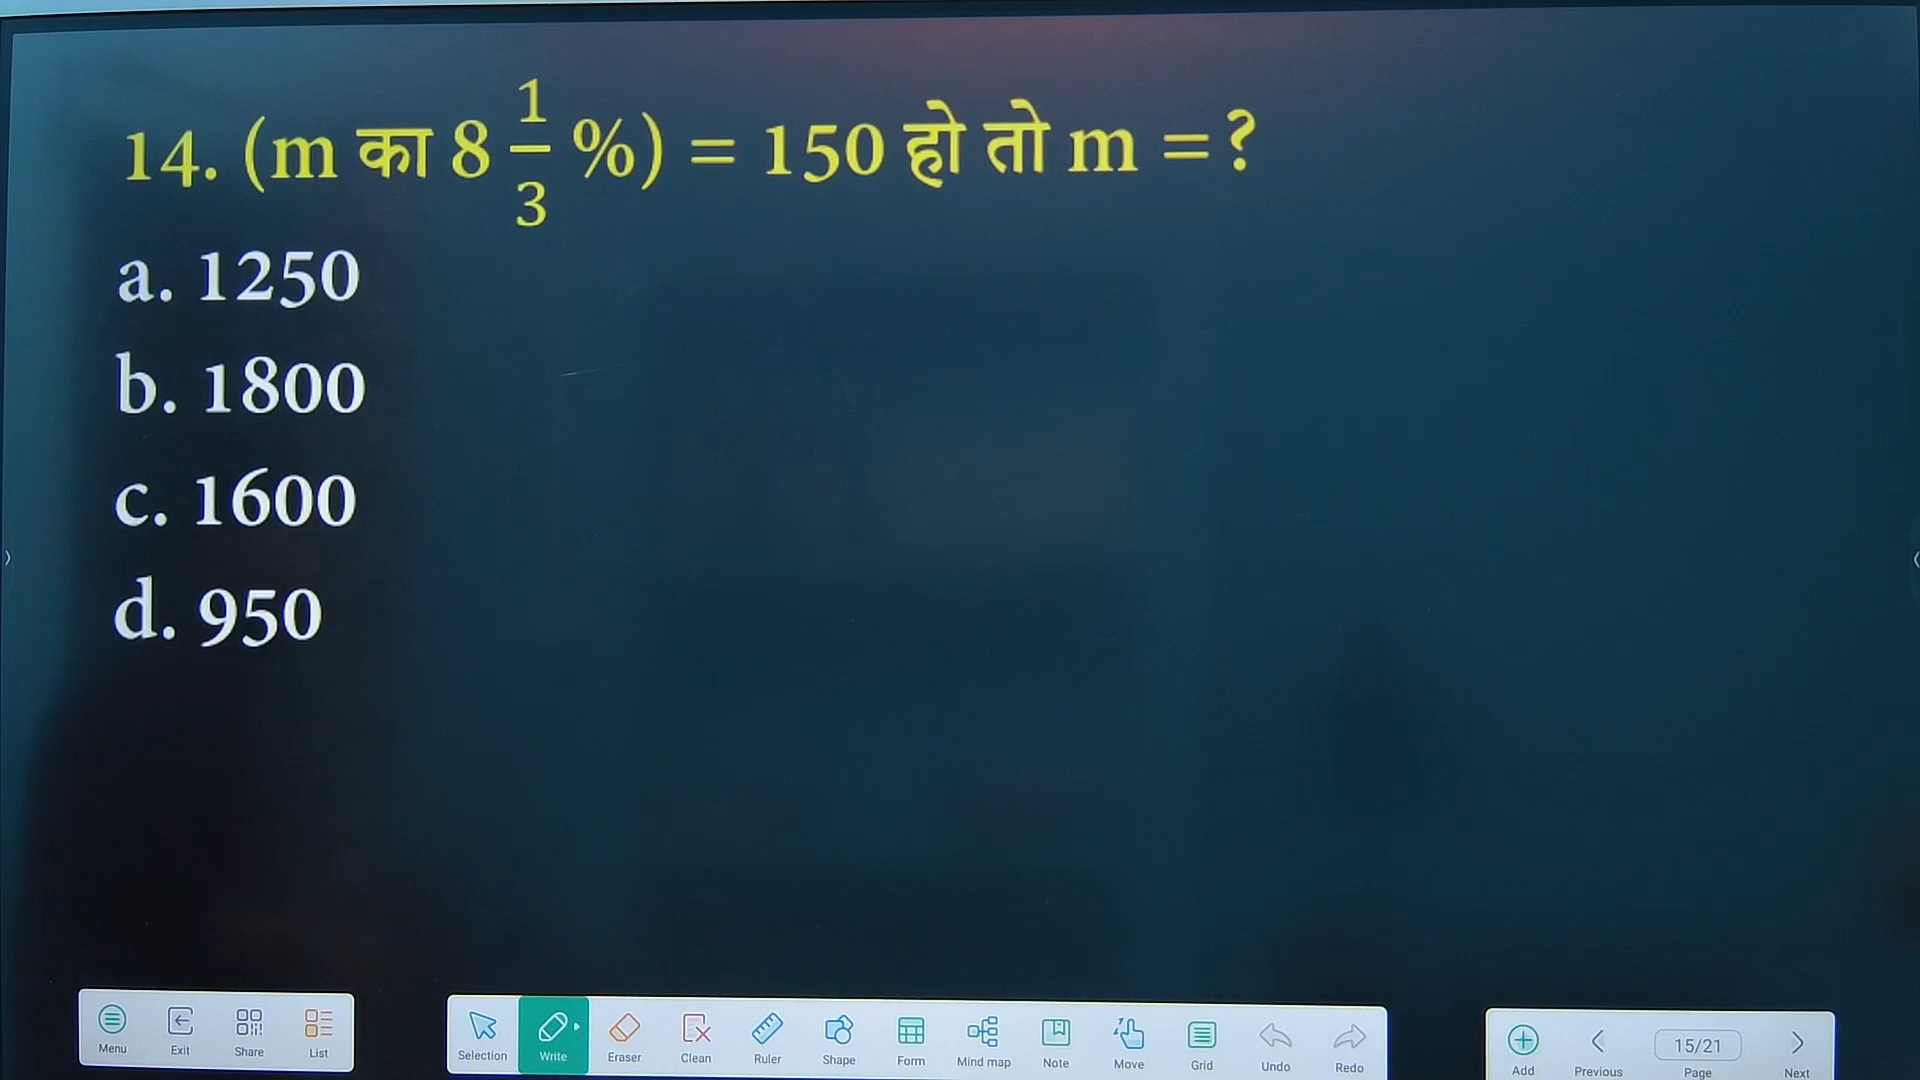 14. (m का 8 1/3 %) = 150 हो तो m = ?
a. 1250
b. 1800
c. 1600
d. 950
Menu Exit Share List
Selection Write Eraser Clean Ruler Shape Form Mind map Note Move Grid Undo Redo
Add Previous 15/21 Page Next